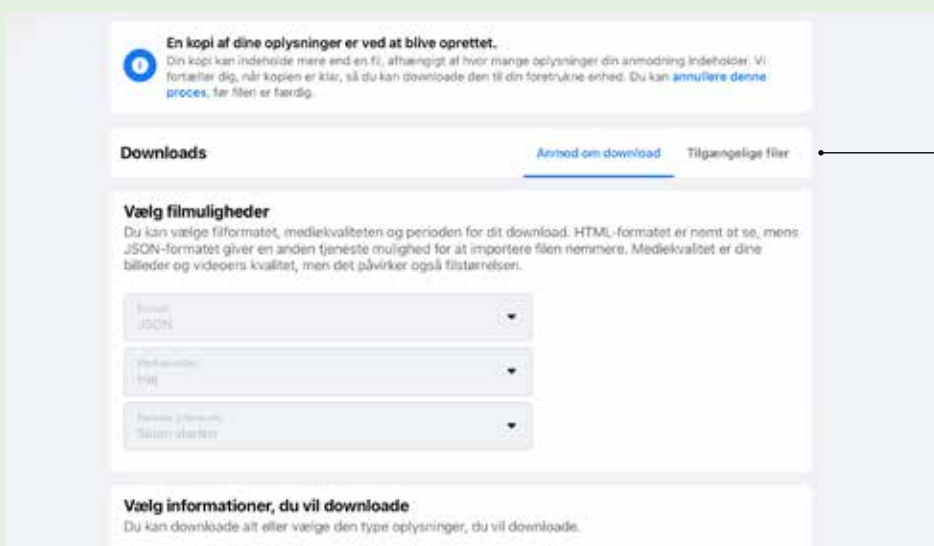 En kopi af dine oplysninger er ved at blive oprettet.
Din kopi kan indeholde mere end en fil, afhængigt af hvor mange oplysninger din anmodning indeholder. Vi
fortæller dig, når kopien er klar, så du kan downloade den til din foretrukne enhed. Du kan annullere denne
proces, før filen er færdig.
Downloads
Anmod om download
Tilgængelige filer
Vælg filmuligheder
Du kan vælge filformatet, mediekvaliteten og perioden for dit download. HTML-formatet er nemt at se, mens
JSON-formatet giver en anden tjeneste mulighed for at importere filen nemmere. Mediekvalitet er dine
billeder og videoers kvalitet, men det påvirker også filstørrelsen.
Format
JSON
Mediekvalitet
Høj
Siden starten
Vælg informationer, du vil downloade
Du kan downloade alt eller vælge den type oplysninger, du vil downloade.